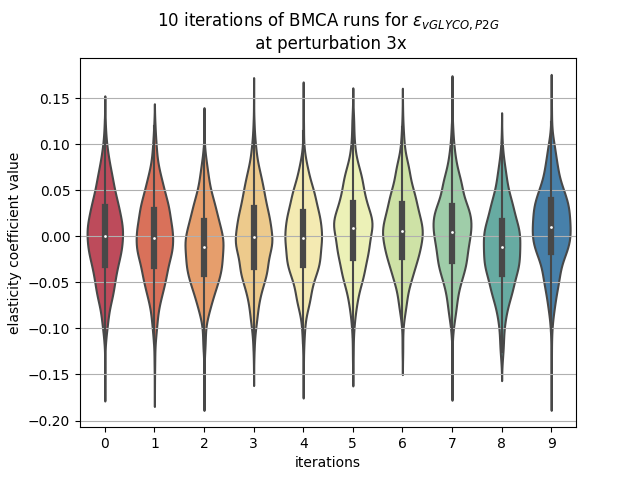 10 iterations of BMCA runs for ε_{vGLYCO,P2G}
at perturbation 3x
elasticity coefficient value
0.15
0.10
0.05
0.00
−0.05
−0.10
−0.15
−0.20
0 1 2 3 4 5 6 7 8 9
iterations